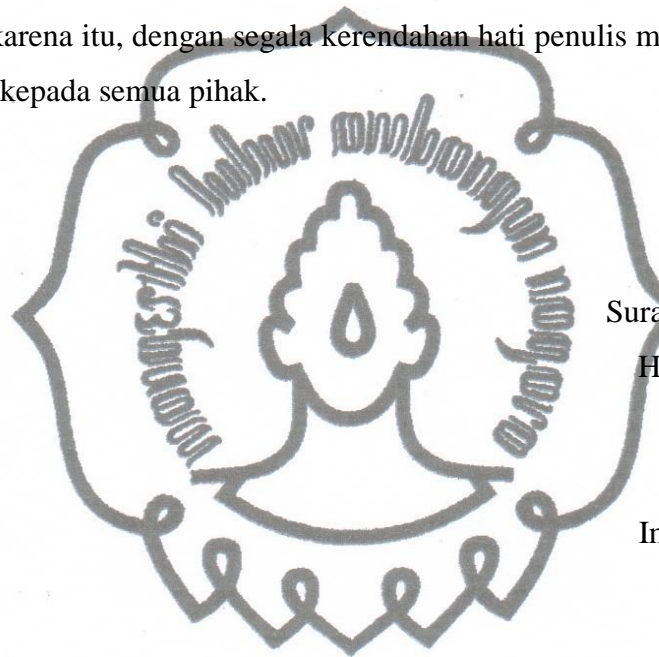 karena itu, dengan segala kerendahan hati penulis m
kepada semua pihak.
Sura
H
In